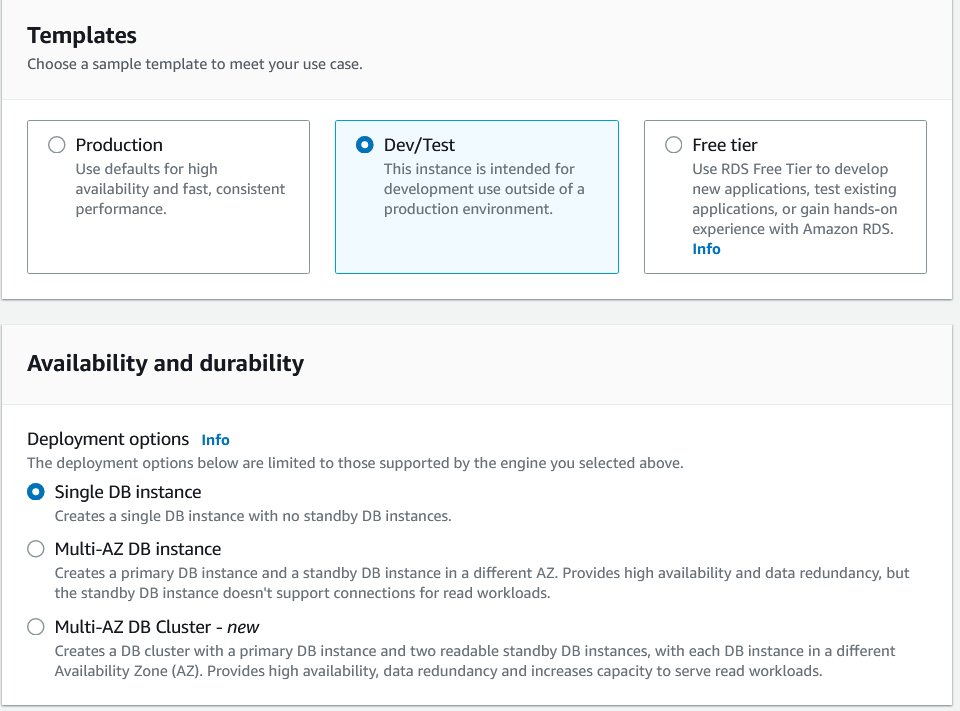 Templates
Choose a sample template to meet your use case.
Production
Use defaults for high
availability and fast, consistent
performance.
Dev/Test
This instance is intended for
development use outside of a
production environment.
Free tier
Use RDS Free Tier to develop
new applications, test existing
applications, or gain hands-on
experience with Amazon RDS.
Info
Availability and durability
Deployment options Info
The deployment options below are limited to those supported by the engine you selected above.
Single DB instance
Creates a single DB instance with no standby DB instances.
Multi-AZ DB instance
Creates a primary DB instance and a standby DB instance in a different AZ. Provides high availability and data redundancy, but
the standby DB instance doesn't support connections for read workloads.
Multi-AZ DB Cluster - new
Creates a DB cluster with a primary DB instance and two readable standby DB instances, with each DB instance in a different
Availability Zone (AZ). Provides high availability, data redundancy and increases capacity to serve read workloads.